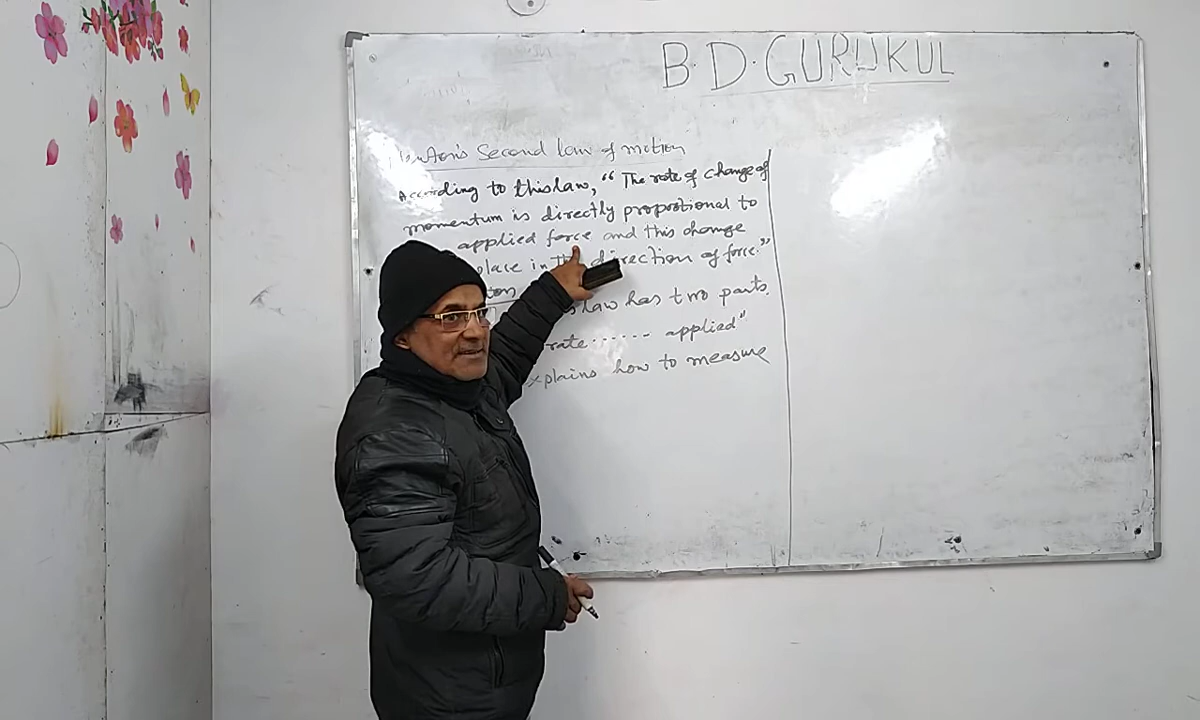 B.D.GURUKUL
Newton's Second law of motion
According to this law, "The rate of change of
momentum is directly proportional to
applied force and this change
place in the direction of force."
law has two parts.
rate ...... applied"
explains how to measure